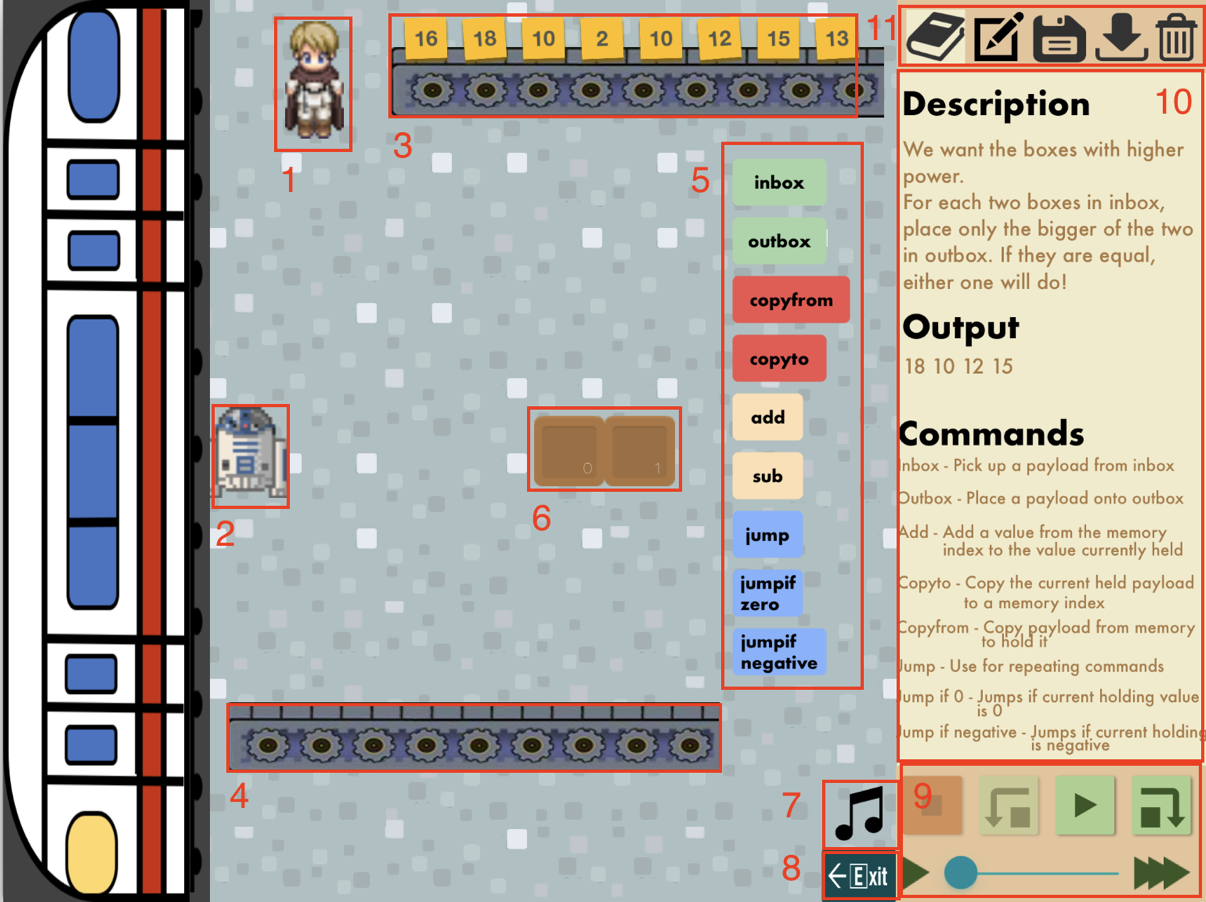 16 18 10 2 10 12 15 13
11
1
3
5
inbox
outbox
copyfrom
copyto
add
sub
jump
jumpif
zero
jumpif
negative
2
0 1
6
4
7
8
Exit
Description
10
We want the boxes with higher
power.
For each two boxes in inbox,
place only the bigger of the two
in outbox. If they are equal,
either one will do!
Output
18 10 12 15
Commands
Inbox - Pick up a payload from inbox
Outbox - Place a payload onto outbox
Add - Add a value from the memory
index to the value currently held
Copyto - Copy the current held payload
to a memory index
Copyfrom - Copy payload from memory
to hold it
Jump - Use for repeating commands
Jump if 0 - Jumps if current holding value
is 0
Jump if negative - Jumps if current holding
is negative
9